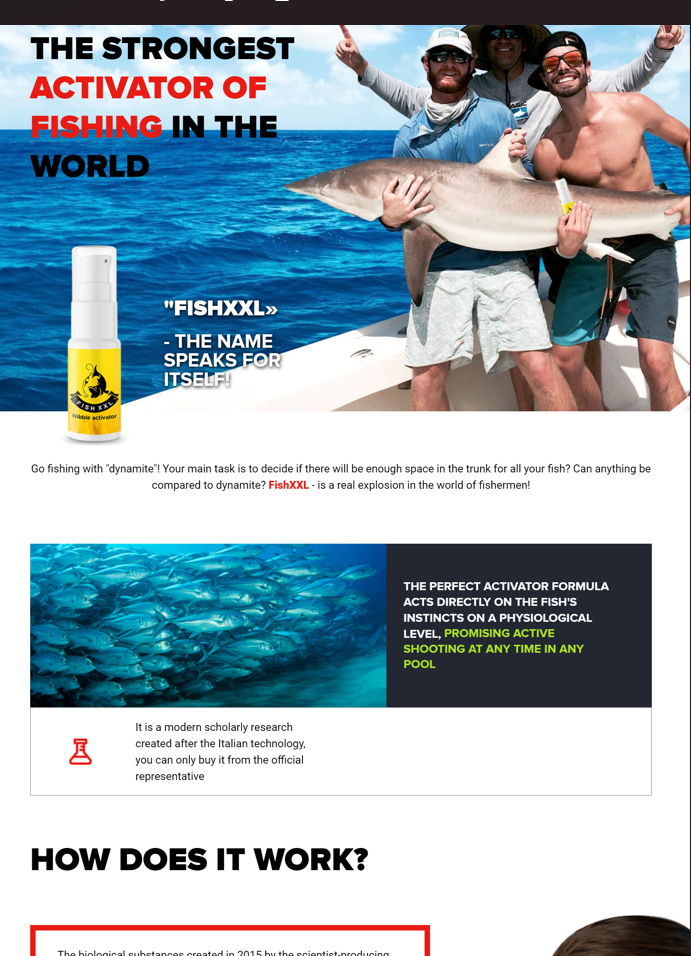 THE STRONGEST
ACTIVATOR OF
FISHING IN THE
WORLD
"FISHXXL»
- THE NAME
SPEAKS FOR
ITSELF!
FISH XXL
Nibble activator
Go fishing with "dynamite"! Your main task is to decide if there will be enough space in the trunk for all your fish? Can anything be
compared to dynamite? FishXXL - is a real explosion in the world of fishermen!
THE PERFECT ACTIVATOR FORMULA
ACTS DIRECTLY ON THE FISH'S
INSTINCTS ON A PHYSIOLOGICAL
LEVEL, PROMISING ACTIVE
SHOOTING AT ANY TIME IN ANY
POOL
It is a modern scholarly research
created after the Italian technology,
you can only buy it from the official
representative
HOW DOES IT WORK?
The biological substances created in 2015 by the scientist-producing